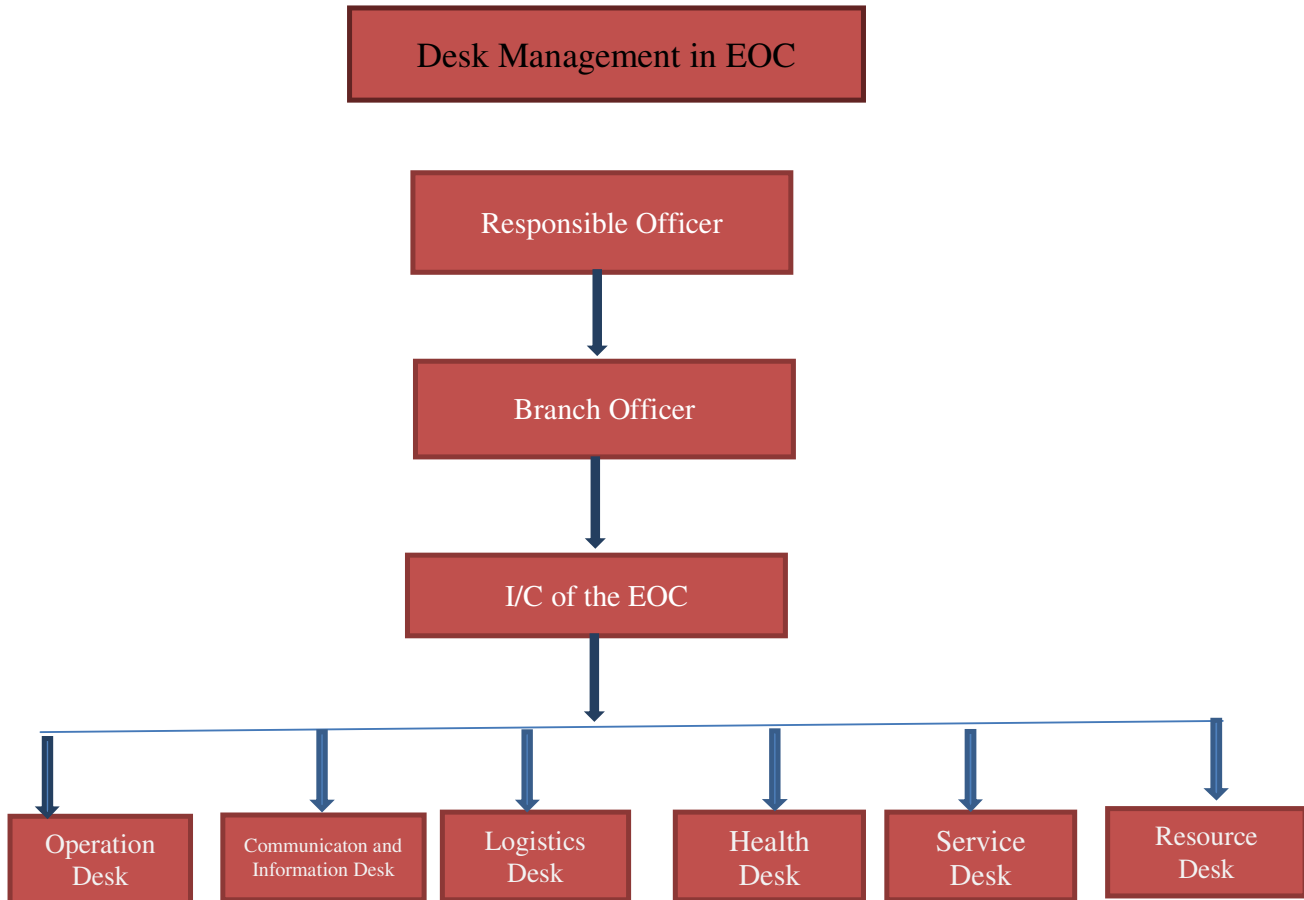 Desk Management in EOC
Responsible Officer
Branch Officer
I/C of the EOC
Operation
Desk
Communicaton and
Information Desk
Logistics
Desk
Health
Desk
Service
Desk
Resource
Desk